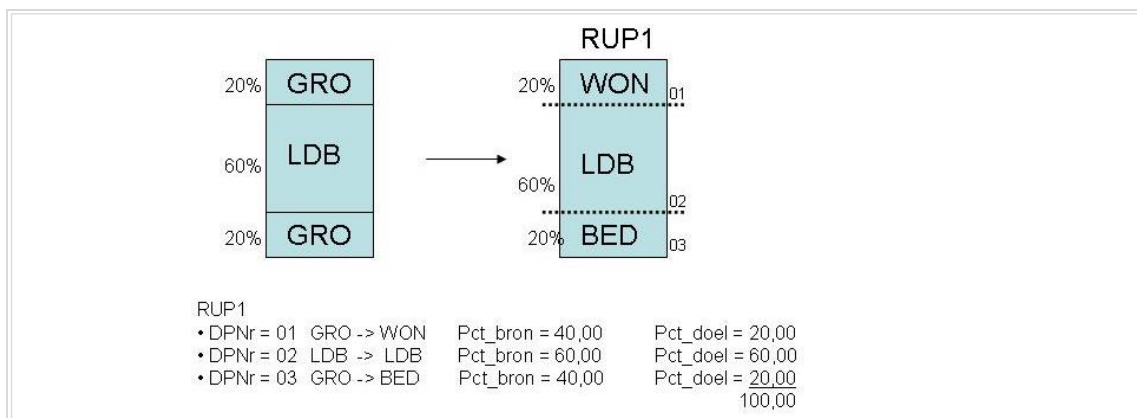 RUP1
20% GRO
20% WON 01
60% LDB
60% LDB 02
20% GRO
20% BED 03
RUP1
• DPNr = 01 GRO -> WON Pct_bron = 40,00 Pct_doel = 20,00
• DPNr = 02 LDB -> LDB Pct_bron = 60,00 Pct_doel = 60,00
• DPNr = 03 GRO -> BED Pct_bron = 40,00 Pct_doel = 20,00
100,00